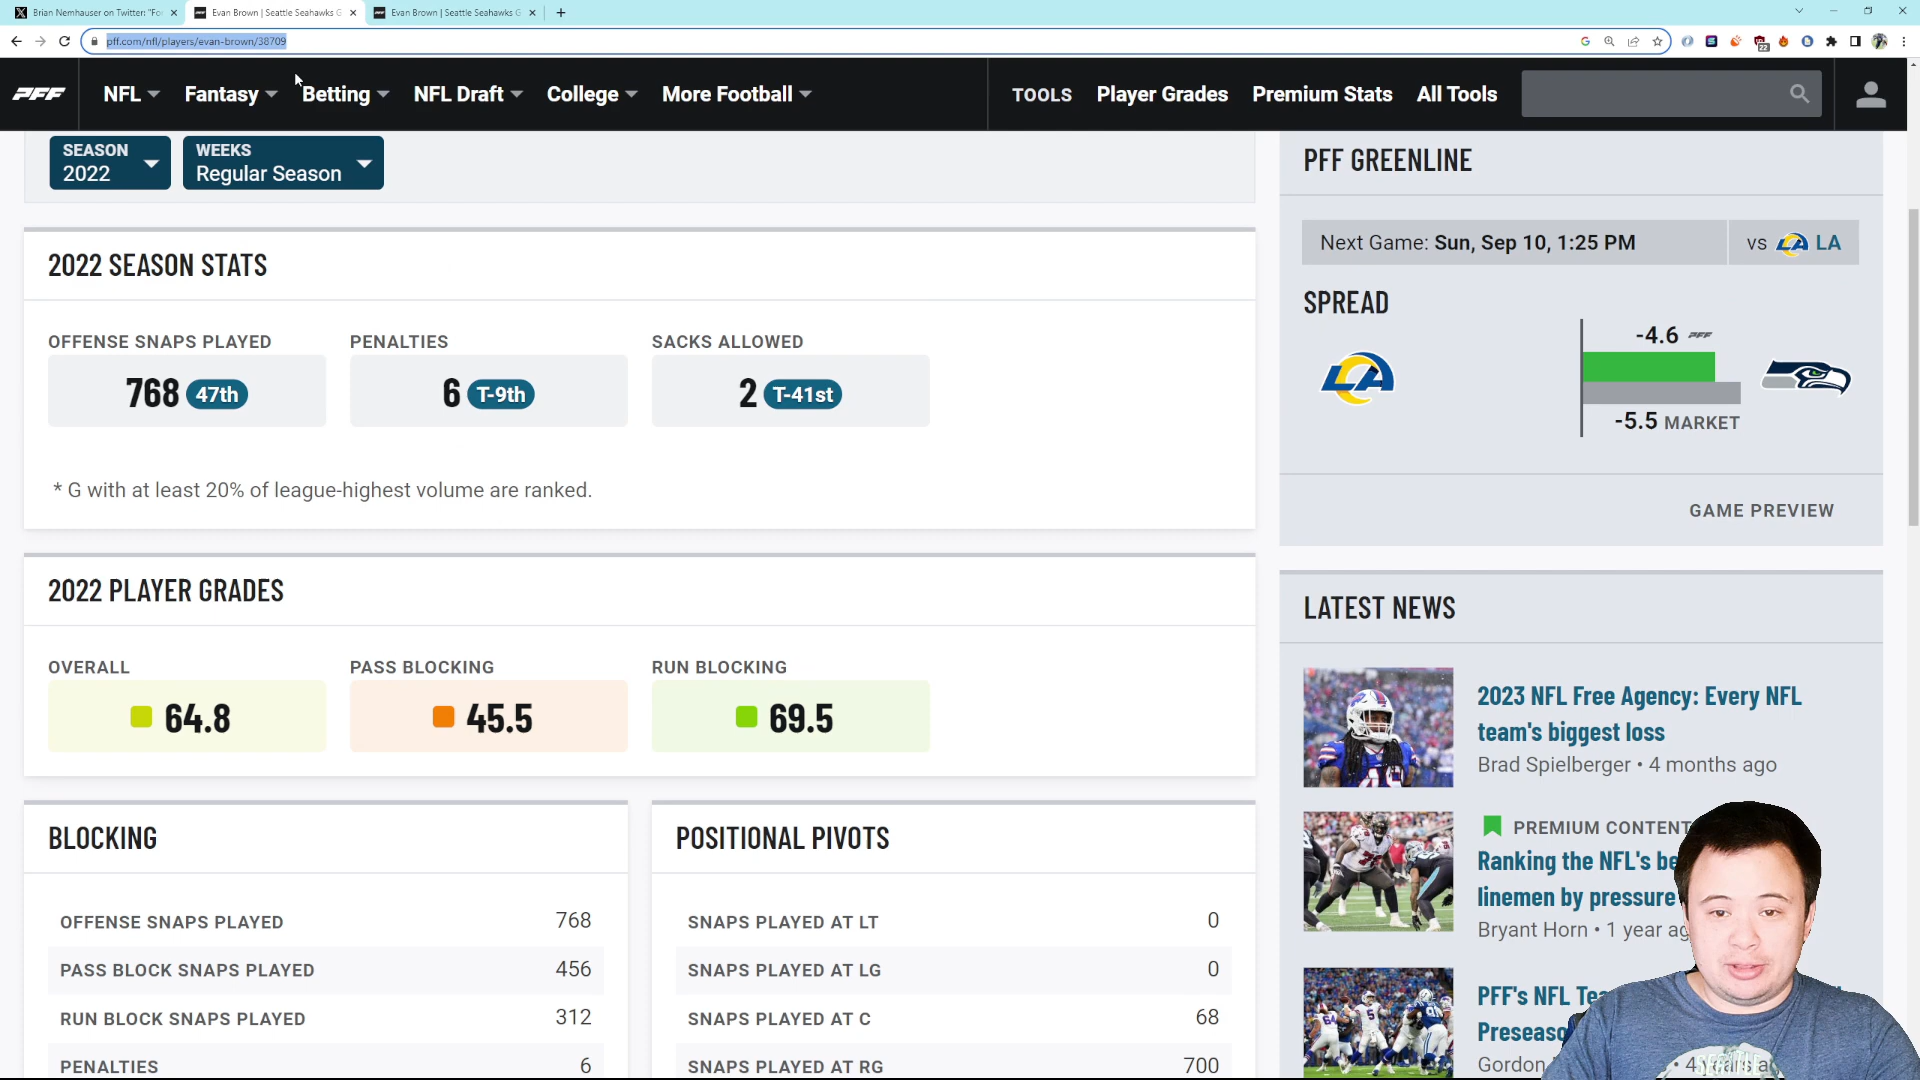 Brian Nemhauser on Twitter: "Fo
Evan Brown | Seattle Seahawks G
Evan Brown | Seattle Seahawks G
pff.com/nfl/players/evan-brown/38709
22
PFF
NFL
Fantasy
Betting
NFL Draft
College
More Football
TOOLS
Player Grades
Premium Stats
All Tools
SEASON
2022
WEEKS
Regular Season
2022 SEASON STATS
OFFENSE SNAPS PLAYED
768 47th
PENALTIES
6 T-9th
SACKS ALLOWED
2 T-41st
* G with at least 20% of league-highest volume are ranked.
2022 PLAYER GRADES
OVERALL
64.8
PASS BLOCKING
45.5
RUN BLOCKING
69.5
BLOCKING
OFFENSE SNAPS PLAYED 768
PASS BLOCK SNAPS PLAYED 456
RUN BLOCK SNAPS PLAYED 312
PENALTIES 6
POSITIONAL PIVOTS
SNAPS PLAYED AT LT 0
SNAPS PLAYED AT LG 0
SNAPS PLAYED AT C 68
SNAPS PLAYED AT RG 700
PFF GREENLINE
Next Game: Sun, Sep 10, 1:25 PM
vs LA
SPREAD
-4.6 PFF
-5.5 MARKET
GAME PREVIEW
LATEST NEWS
2023 NFL Free Agency: Every NFL
team's biggest loss
Brad Spielberger • 4 months ago
PREMIUM CONTENT
Ranking the NFL's be
linemen by pressure
Bryant Horn • 1 year ag
PFF's NFL Te
Preseaso
Gordon